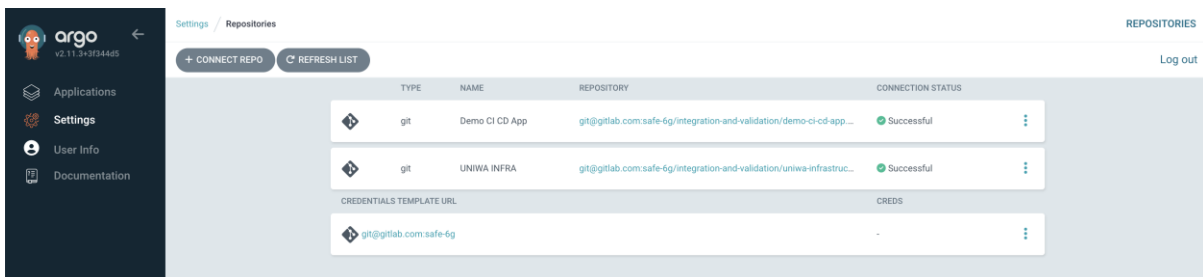 argo
v2.11.3+3f344d5
Applications
Settings
User Info
Documentation
Settings / Repositories
REPOSITORIES
+ CONNECT REPO
REFRESH LIST
Log out
TYPE NAME REPOSITORY CONNECTION STATUS
git Demo CI CD App git@gitlab.com:safe-6g/integration-and-validation/demo-ci-cd-app.... Successful
git UNIWA INFRA git@gitlab.com:safe-6g/integration-and-validation/uniwa-infrastruc... Successful
CREDENTIALS TEMPLATE URL CREDS
git@gitlab.com:safe-6g -